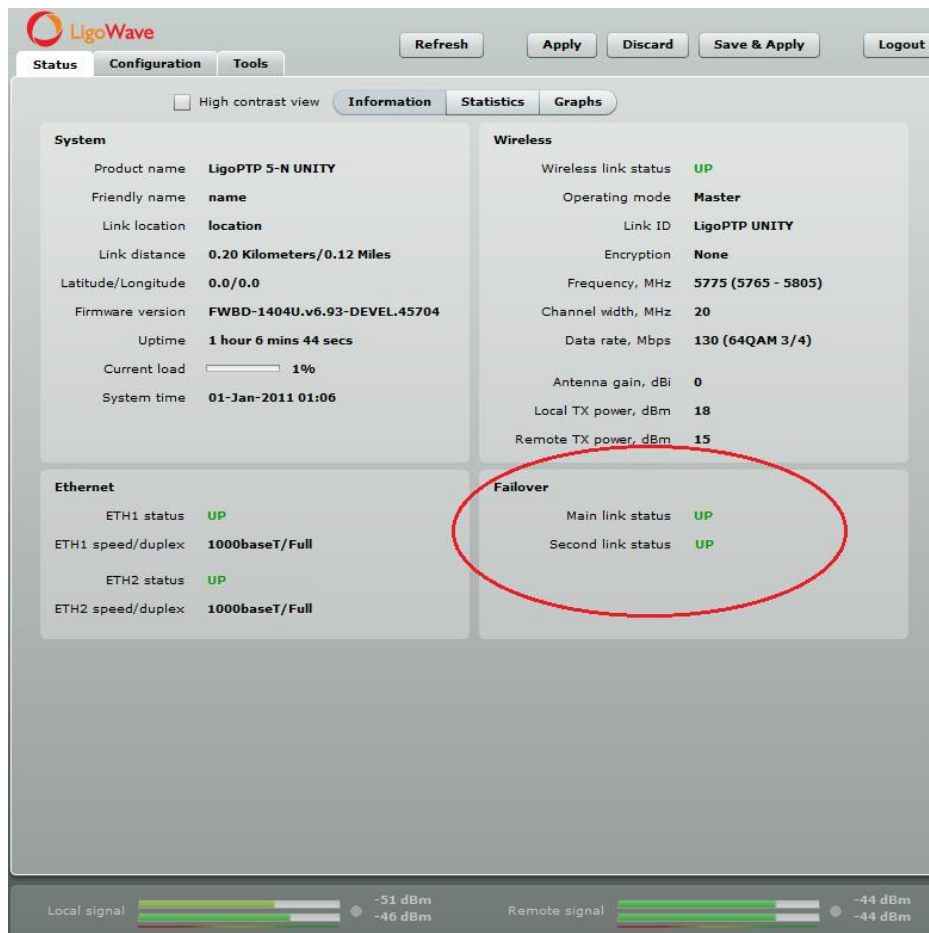 LigoWave
Refresh Apply Discard Save & Apply Logout
Status Configuration Tools
High contrast view Information Statistics Graphs
System
Product name LigoPTP 5-N UNITY
Friendly name name
Link location location
Link distance 0.20 Kilometers/0.12 Miles
Latitude/Longitude 0.0/0.0
Firmware version FWBD-1404U.v6.93-DEVEL.45704
Uptime 1 hour 6 mins 44 secs
Current load 1%
System time 01-Jan-2011 01:06
Wireless
Wireless link status UP
Operating mode Master
Link ID LigoPTP UNITY
Encryption None
Frequency, MHz 5775 (5765 - 5805)
Channel width, MHz 20
Data rate, Mbps 130 (64QAM 3/4)
Antenna gain, dBi 0
Local TX power, dBm 18
Remote TX power, dBm 15
Ethernet
ETH1 status UP
ETH1 speed/duplex 1000baseT/Full
ETH2 status UP
ETH2 speed/duplex 1000baseT/Full
Failover
Main link status UP
Second link status UP
Local signal -51 dBm
-46 dBm
Remote signal -44 dBm
-44 dBm